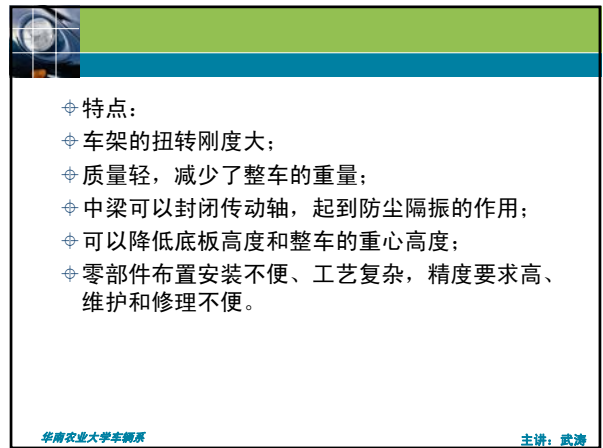 特点：
车架的扭转刚度大；
质量轻，减少了整车的重量；
中梁可以封闭传动轴，起到防尘隔振的作用；
可以降低底板高度和整车的重心高度；
零部件布置安装不便、工艺复杂，精度要求高、
维护和修理不便。
华南农业大学车辆系
主讲：武涛